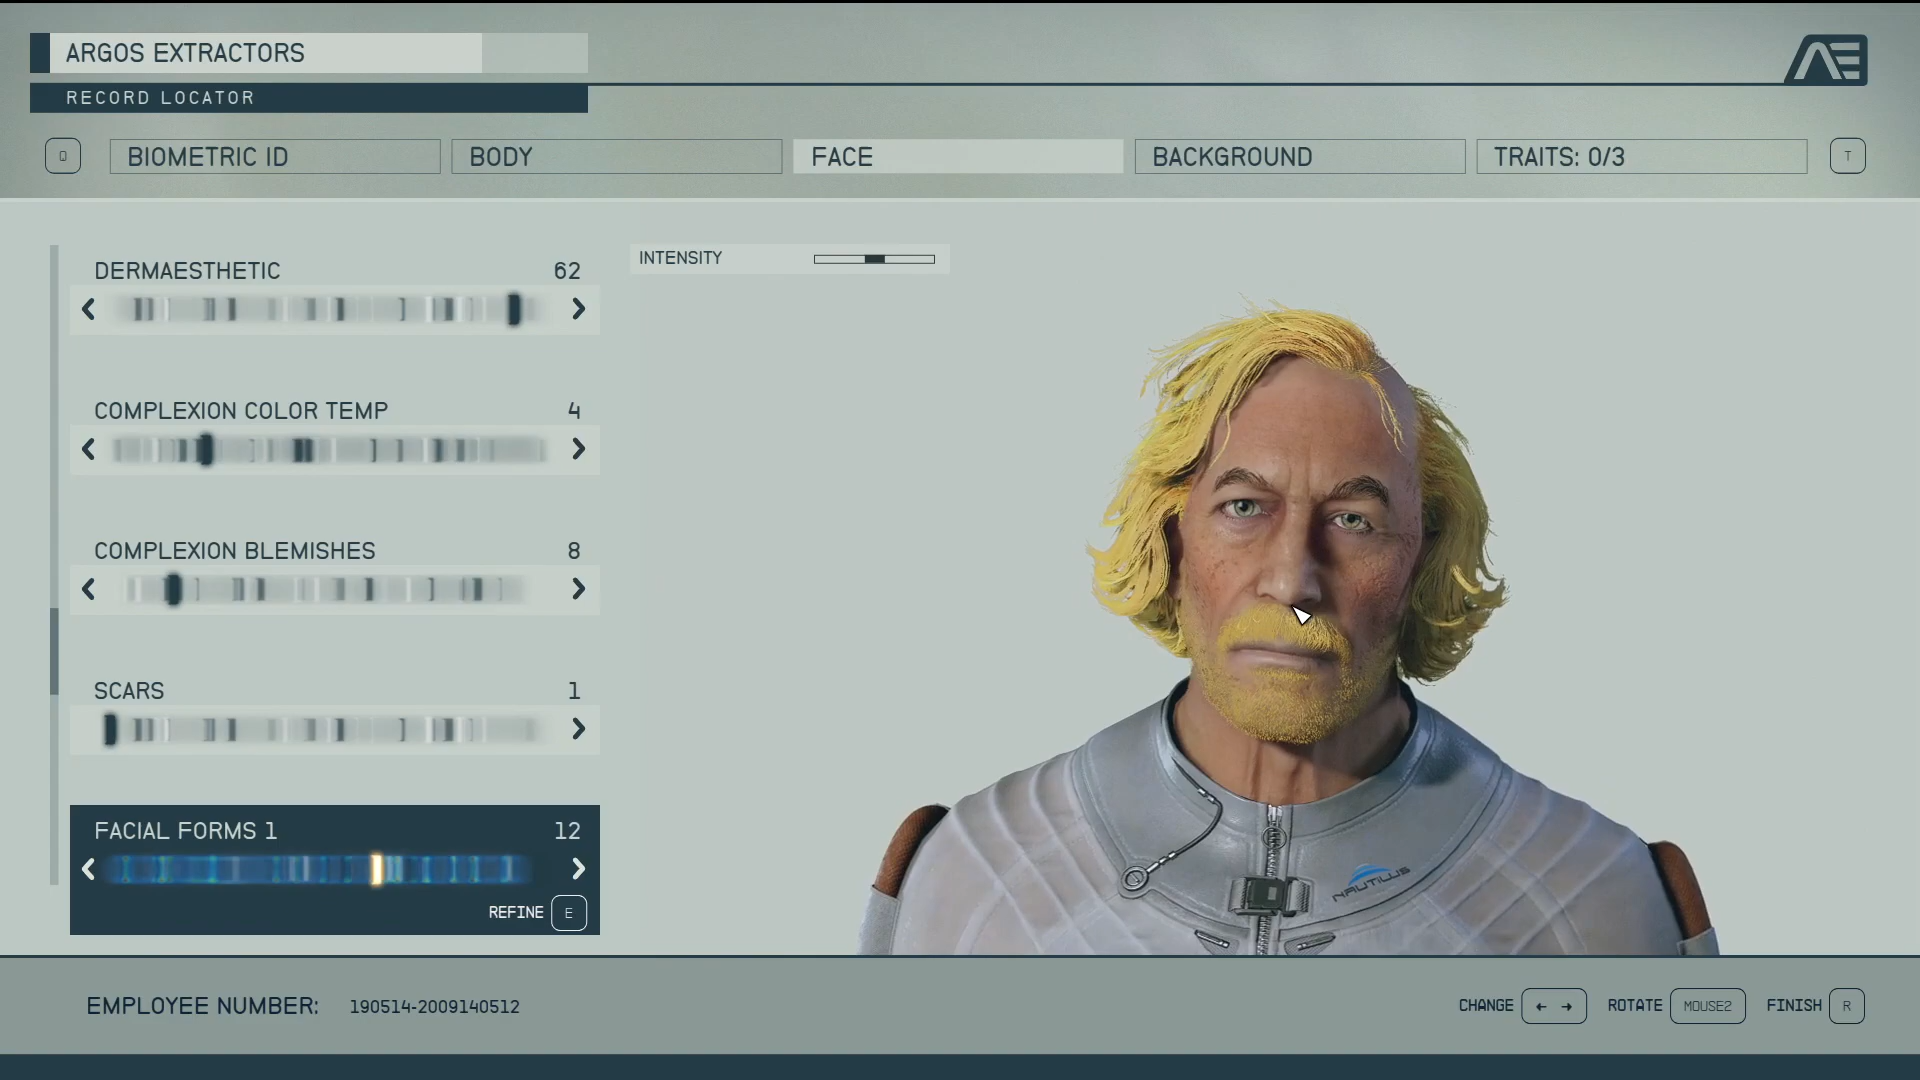 ARGOS EXTRACTORS
RECORD LOCATOR
Q BIOMETRIC ID BODY FACE BACKGROUND TRAITS: 0/3 T
DERMAESTHETIC 62
INTENSITY
COMPLEXION COLOR TEMP 4
COMPLEXION BLEMISHES 8
SCARS 1
FACIAL FORMS 1 12
REFINE E
NAUTILUS
EMPLOYEE NUMBER: 190514-2009140512
CHANGE ← → ROTATE MOUSE2 FINISH R